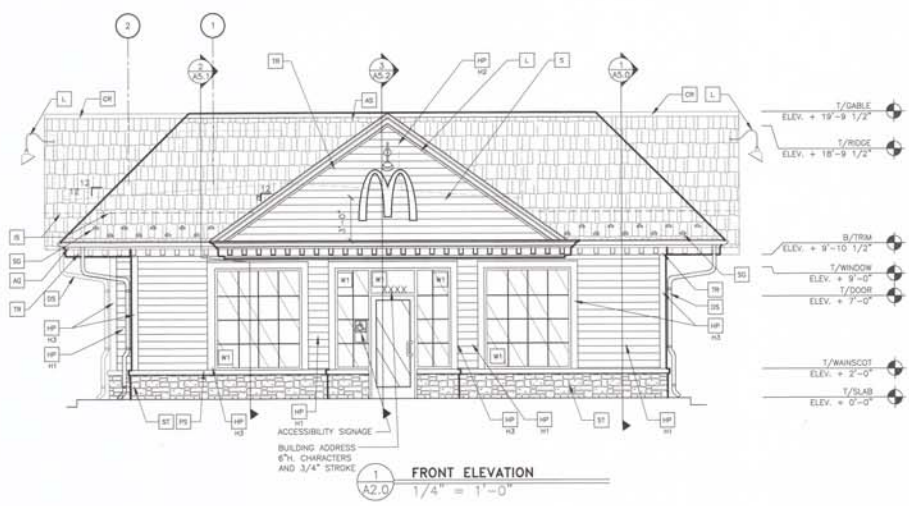 2
1
2
A5.1
3
A5.2
1
A5.0
TR
HP
H2
L
S
L
CR
AS
CR
L
T/GABLE
ELEV. + 19'-9 1/2"
T/RIDGE
ELEV. + 18'-9 1/2"
12
12
3'-0"
IS
SG
AG
TR
DS
HP
H3
HP
H1
B/TRIM
ELEV. + 9'-10 1/2"
T/WINDOW
ELEV. + 9'-0"
T/DOOR
ELEV. + 7'-0"
SG
TR
DS
HP
H3
W1
W1
W1
W1
XXXX
W1
T/WAINSCOT
ELEV. + 2'-0"
T/SLAB
ELEV. = 0'-0"
ST
PS
HP
H3
HP
H1
HP
H3
HP
H1
ST
HP
H1
ACCESSIBILITY SIGNAGE
BUILDING ADDRESS
6"H. CHARACTERS
AND 3/4" STROKE
1
A2.0
FRONT ELEVATION
1/4" = 1'-0"